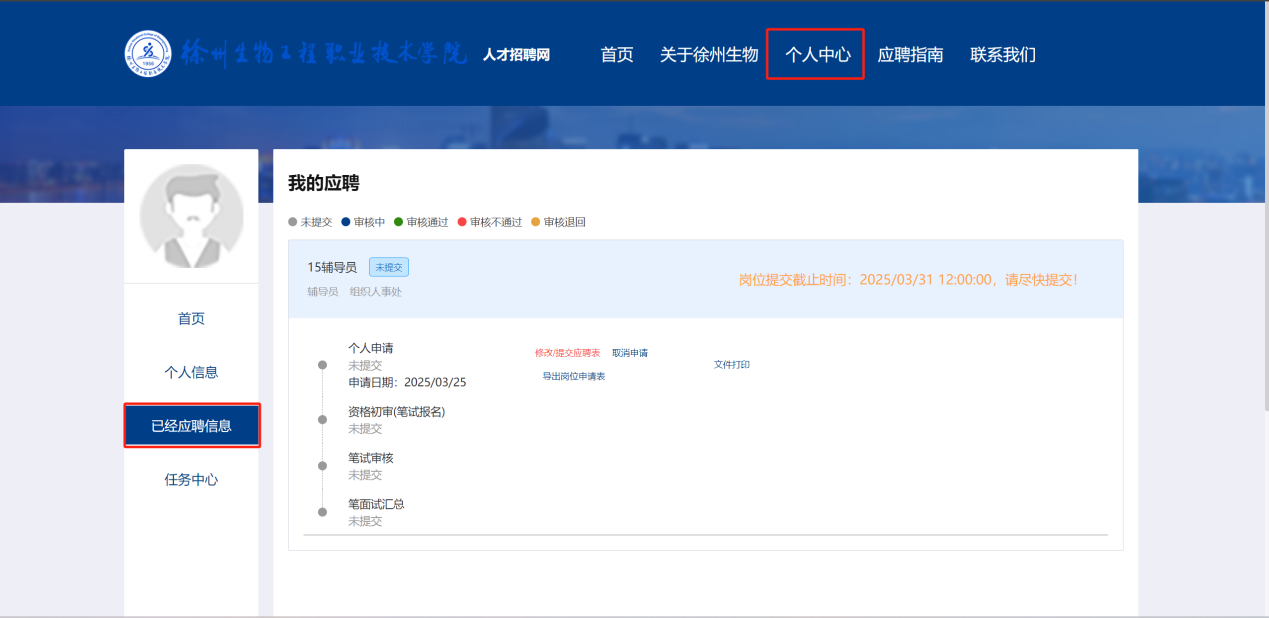 徐州生物工程职业技术学院 人才招聘网 首页 关于徐州生物 个人中心 应聘指南 联系我们
1956
首页
个人信息
已经应聘信息
任务中心
我的应聘
未提交 审核中 审核通过 审核不通过 审核退回
15辅导员 未提交
辅导员 组织人事处
岗位提交截止时间：2025/03/31 12:00:00，请尽快提交！
个人申请
未提交
申请日期：2025/03/25
修改/提交应聘表 取消申请
导出岗位申请表
文件打印
资格初审(笔试报名)
未提交
笔试审核
未提交
笔面试汇总
未提交